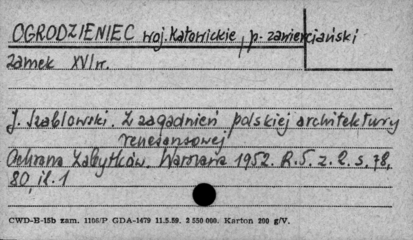 OGRODZIENIEC woj. Katowickie, p. zawierciański
zamek XVI w.
J. Szablowski. Z zagadnień polskiej architektury
renesansowej
Ochrona Zabytków. Warszawa 1952. R. 5. z. 2. s. 78,
80, il. 1
CWD-B-15b zam. 1106/P GDA-1479 11.5.59. 2 550 000. Karton 200 g/V.